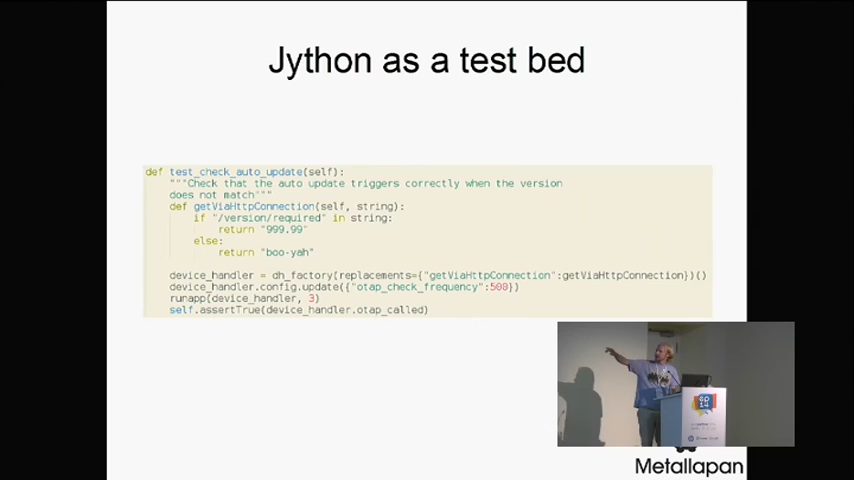 Jython as a test bed
def test_check_auto_update(self):
"""Check that the auto update triggers correctly when the version
does not match"""
def getViaHttpConnection(self, string):
if "/version/required" in string:
return "999.99"
else:
return "boo-yah"
device_handler = dh_factory(replacements={"getViaHttpConnection":getViaHttpConnection})()
device_handler.config.update({"otap_check_frequency":500})
runapp(device_handler, 3)
self.assertTrue(device_handler.otap_called)
Metallapan